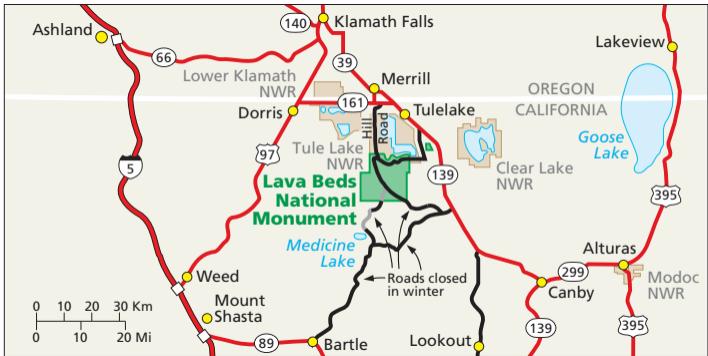 Ashland
140
Klamath Falls
66
39
Lakeview
Lower Klamath
NWR
Merrill
OREGON
CALIFORNIA
161
Dorris
Tulelake
Hill
Road
Goose
Lake
97
Tule Lake
NWR
Clear Lake
NWR
5
139
Lava Beds
National
Monument
395
Medicine
Lake
Alturas
Weed
Roads closed
in winter
299
Modoc
NWR
Canby
0 10 20 30 Km
0 10 20 Mi
Mount
Shasta
139
395
89
Bartle
Lookout